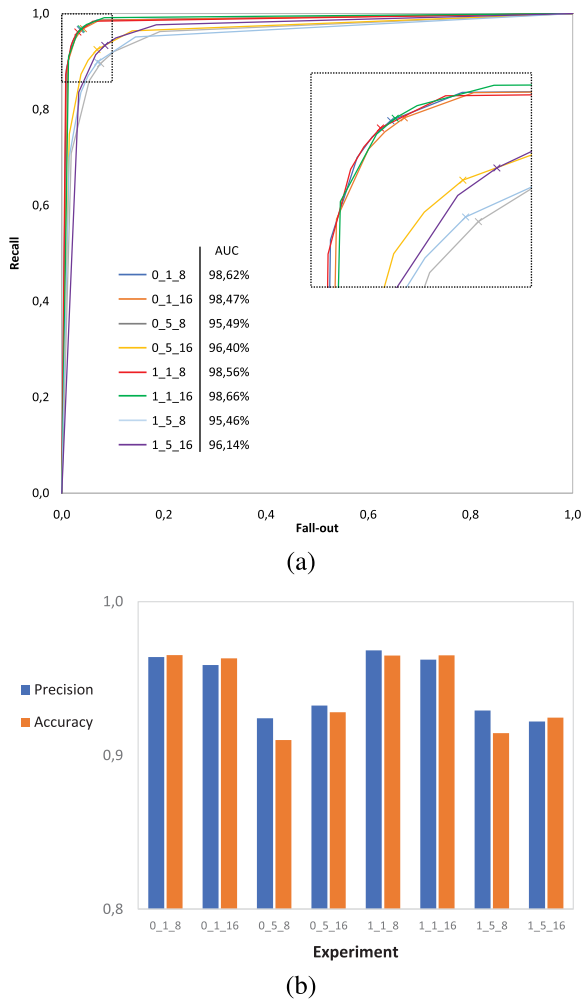 1,0
0,8
0,6
0,4
0,2
0,0
Recall
AUC
0_1_8 98,62%
0_1_16 98,47%
0_5_8 95,49%
0_5_16 96,40%
1_1_8 98,56%
1_1_16 98,66%
1_5_8 95,46%
1_5_16 96,14%
0,0 0,2 0,4 0,6 0,8 1,0
Fall-out
(a)
1,0
0,9
0,8
Precision
Accuracy
0_1_8 0_1_16 0_5_8 0_5_16 1_1_8 1_1_16 1_5_8 1_5_16
Experiment
(b)